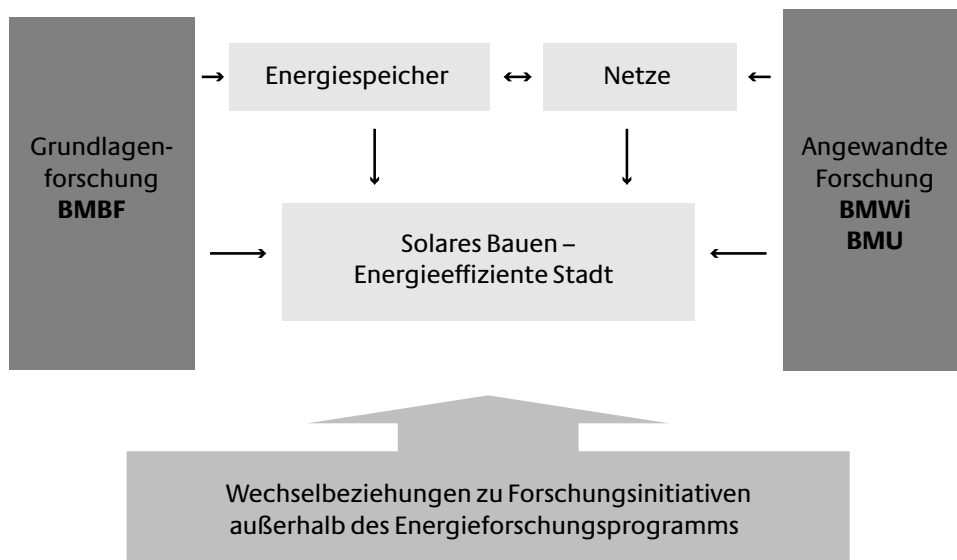 Energiespeicher
Netze
Grundlagen-
forschung
BMBF
Angewandte
Forschung
BMWi
BMU
Solares Bauen –
Energieeffiziente Stadt
Wechselbeziehungen zu Forschungsinitiativen
außerhalb des Energieforschungsprogramms